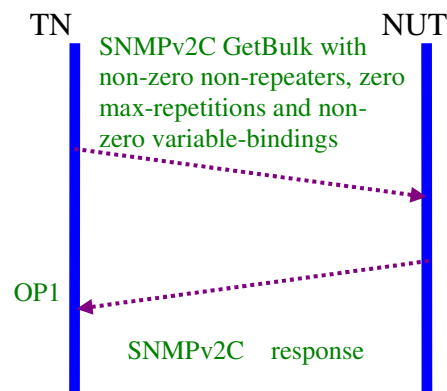 TN NUT
SNMPv2C GetBulk with
non-zero non-repeaters, zero
max-repetitions and non-
zero variable-bindings
OP1
SNMPv2C response